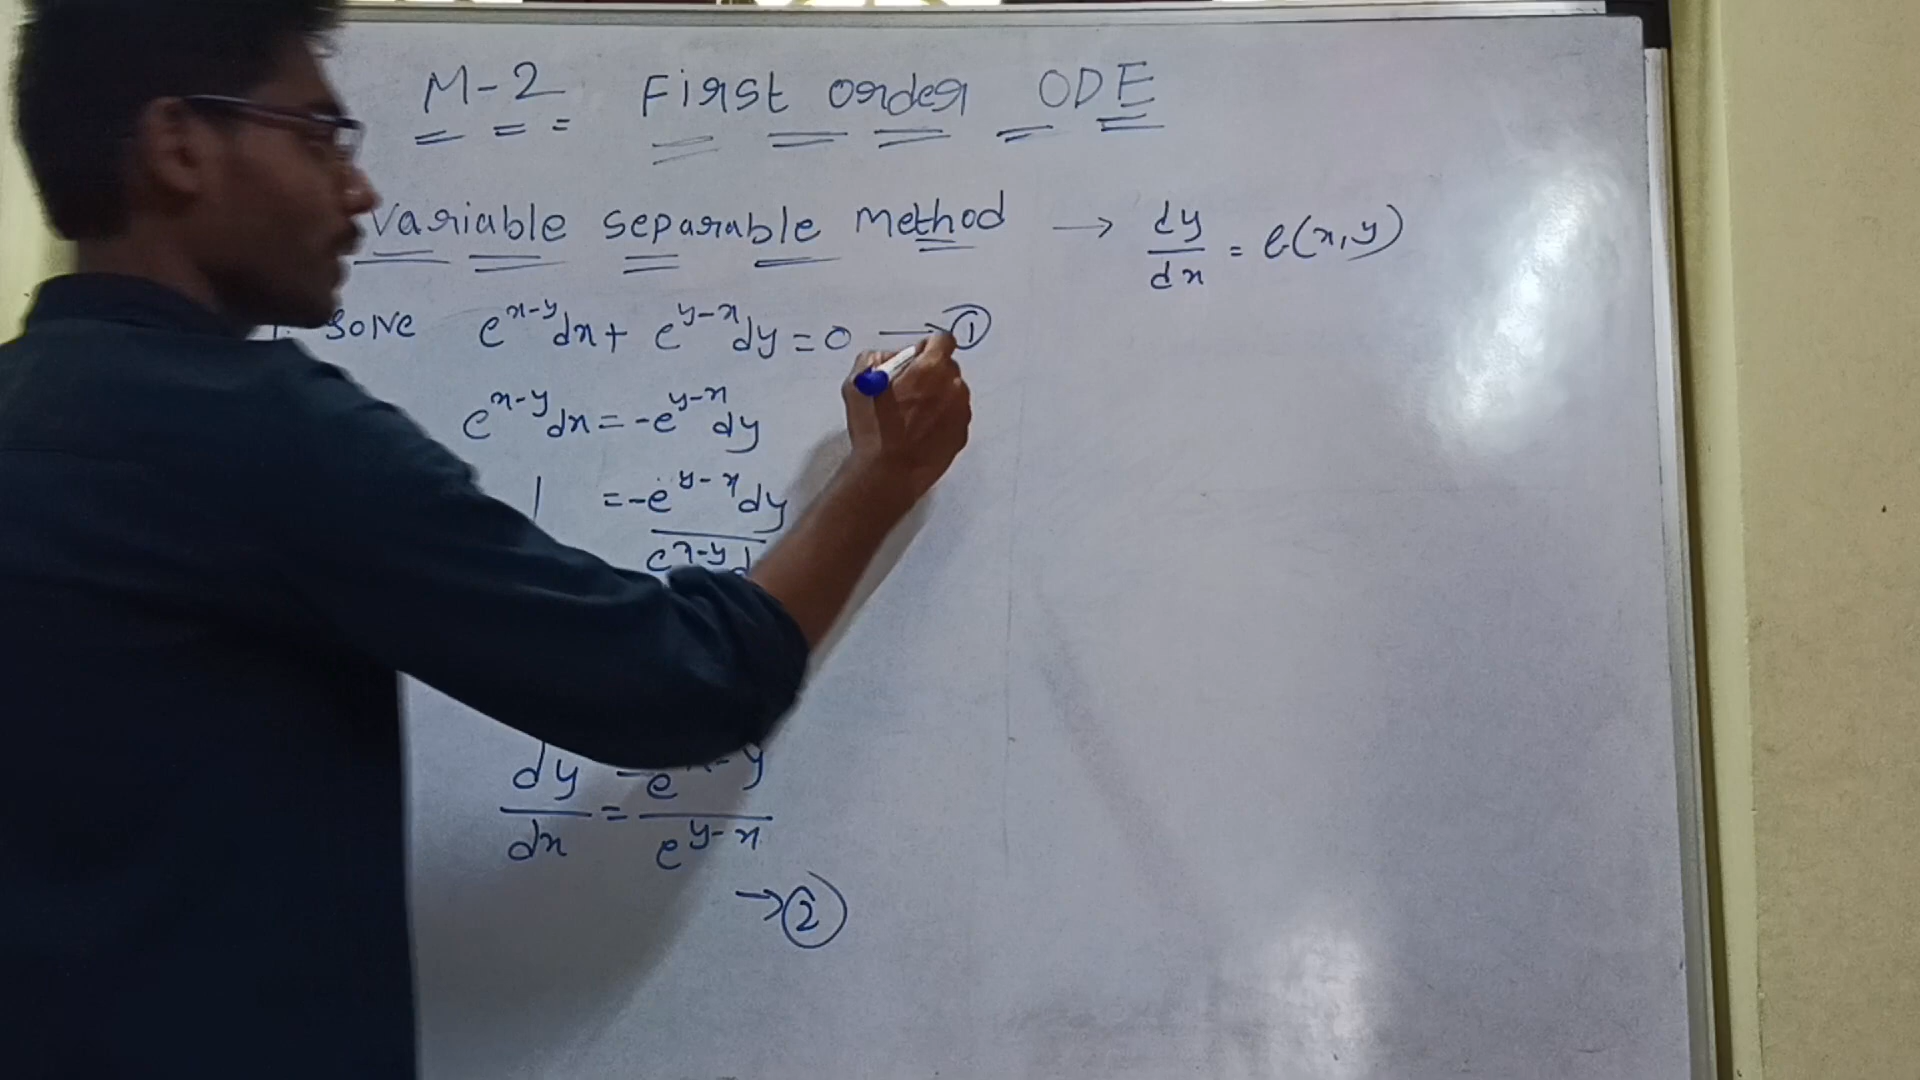 M-2 First order ODE
Variable separable method → dy/dx = f(x,y)
1. Solve e^{x-y}dx + e^{y-x}dy = 0 → ①
e^{x-y}dx = -e^{y-x}dy
1 = -e^{y-x}dy / e^{x-y}d
dy/dx = -e^{x-y} / e^{y-x}
→ ②